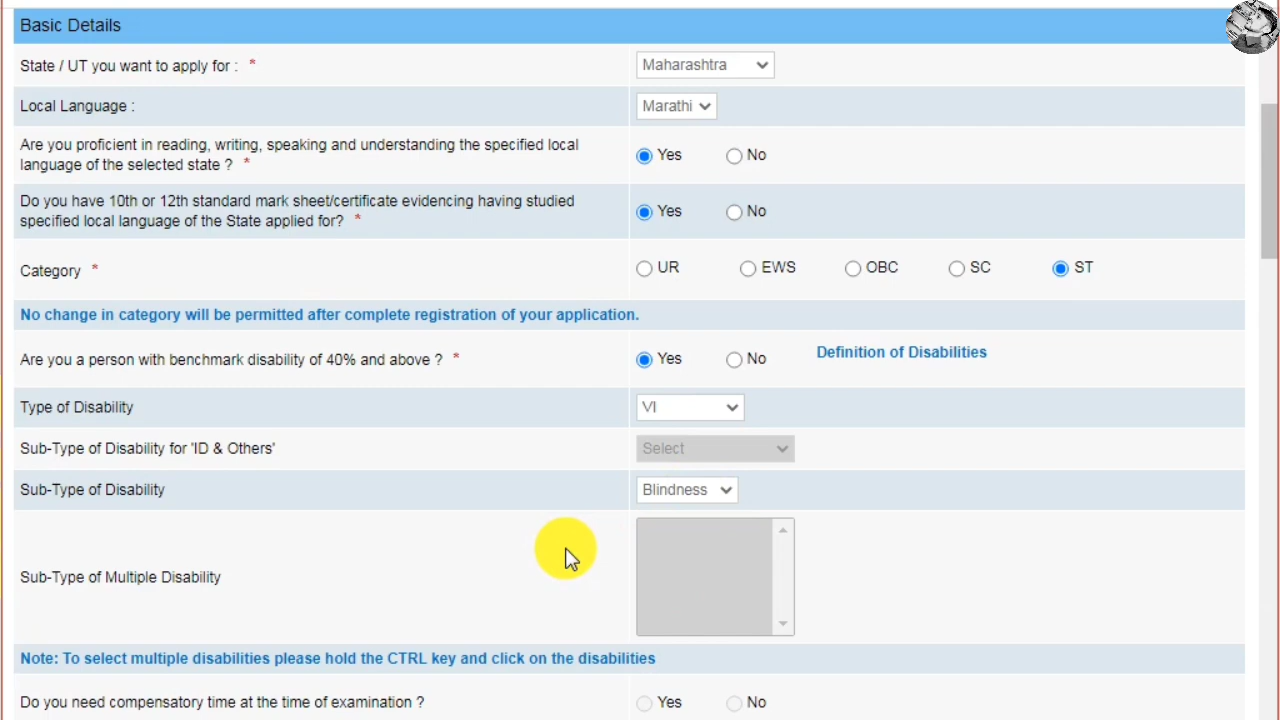 Basic Details
State / UT you want to apply for : * Maharashtra
Local Language : Marathi
Are you proficient in reading, writing, speaking and understanding the specified local
language of the selected state ? * Yes No
Do you have 10th or 12th standard mark sheet/certificate evidencing having studied
specified local language of the State applied for? * Yes No
Category * UR EWS OBC SC ST
No change in category will be permitted after complete registration of your application.
Are you a person with benchmark disability of 40% and above ? * Yes No Definition of Disabilities
Type of Disability VI
Sub-Type of Disability for 'ID & Others' Select
Sub-Type of Disability Blindness
Sub-Type of Multiple Disability
Note: To select multiple disabilities please hold the CTRL key and click on the disabilities
Do you need compensatory time at the time of examination ? Yes No